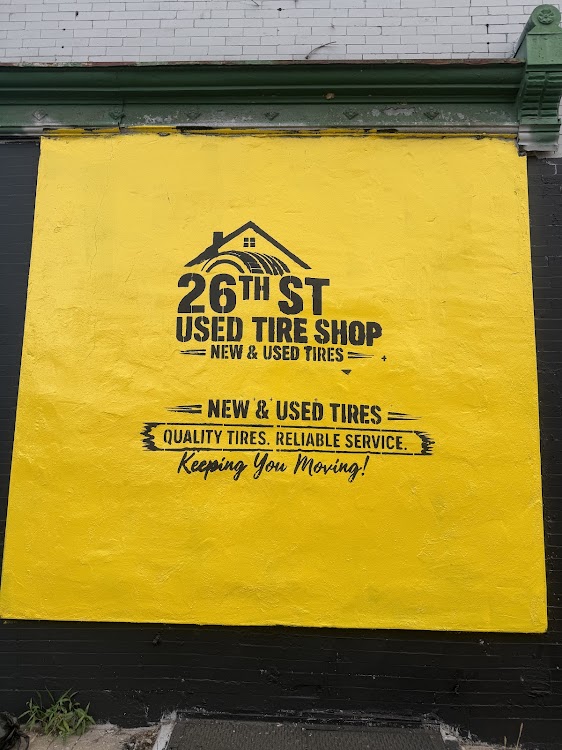 26TH ST
USED TIRE SHOP
NEW & USED TIRES
NEW & USED TIRES
QUALITY TIRES. RELIABLE SERVICE.
Keeping You Moving!